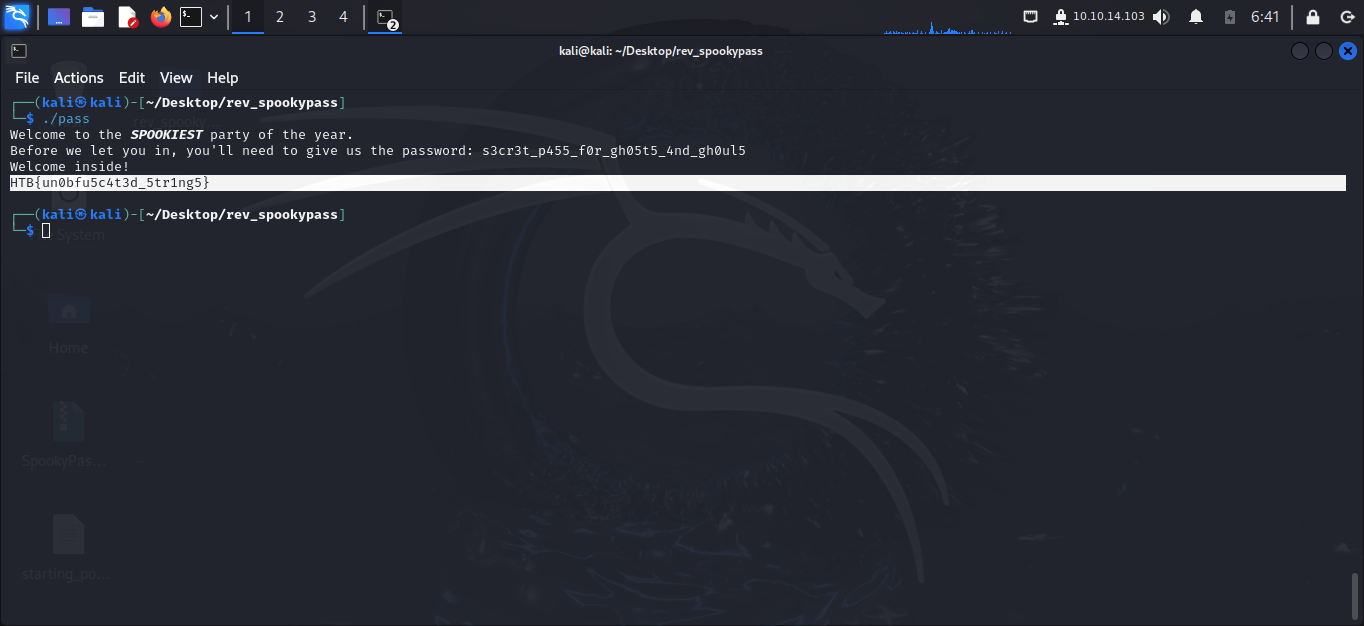 1 2 3 4 2 10.10.14.103 6:41
kali@kali: ~/Desktop/rev_spookypass
File Actions Edit View Help
┌──(kali㉿kali)-[~/Desktop/rev_spookypass]
└─$ ./pass
rev_spooky...
Welcome to the SPOOKIEST party of the year.
Before we let you in, you'll need to give us the password: s3cr3t_p455_f0r_gh05t5_4nd_gh0ul5
Welcome inside!
HTB{un0bfu5c4t3d_5tr1ng5}
┌──(kali㉿kali)-[~/Desktop/rev_spookypass]
└─$
System
Home
SpookyPas...
starting_po...